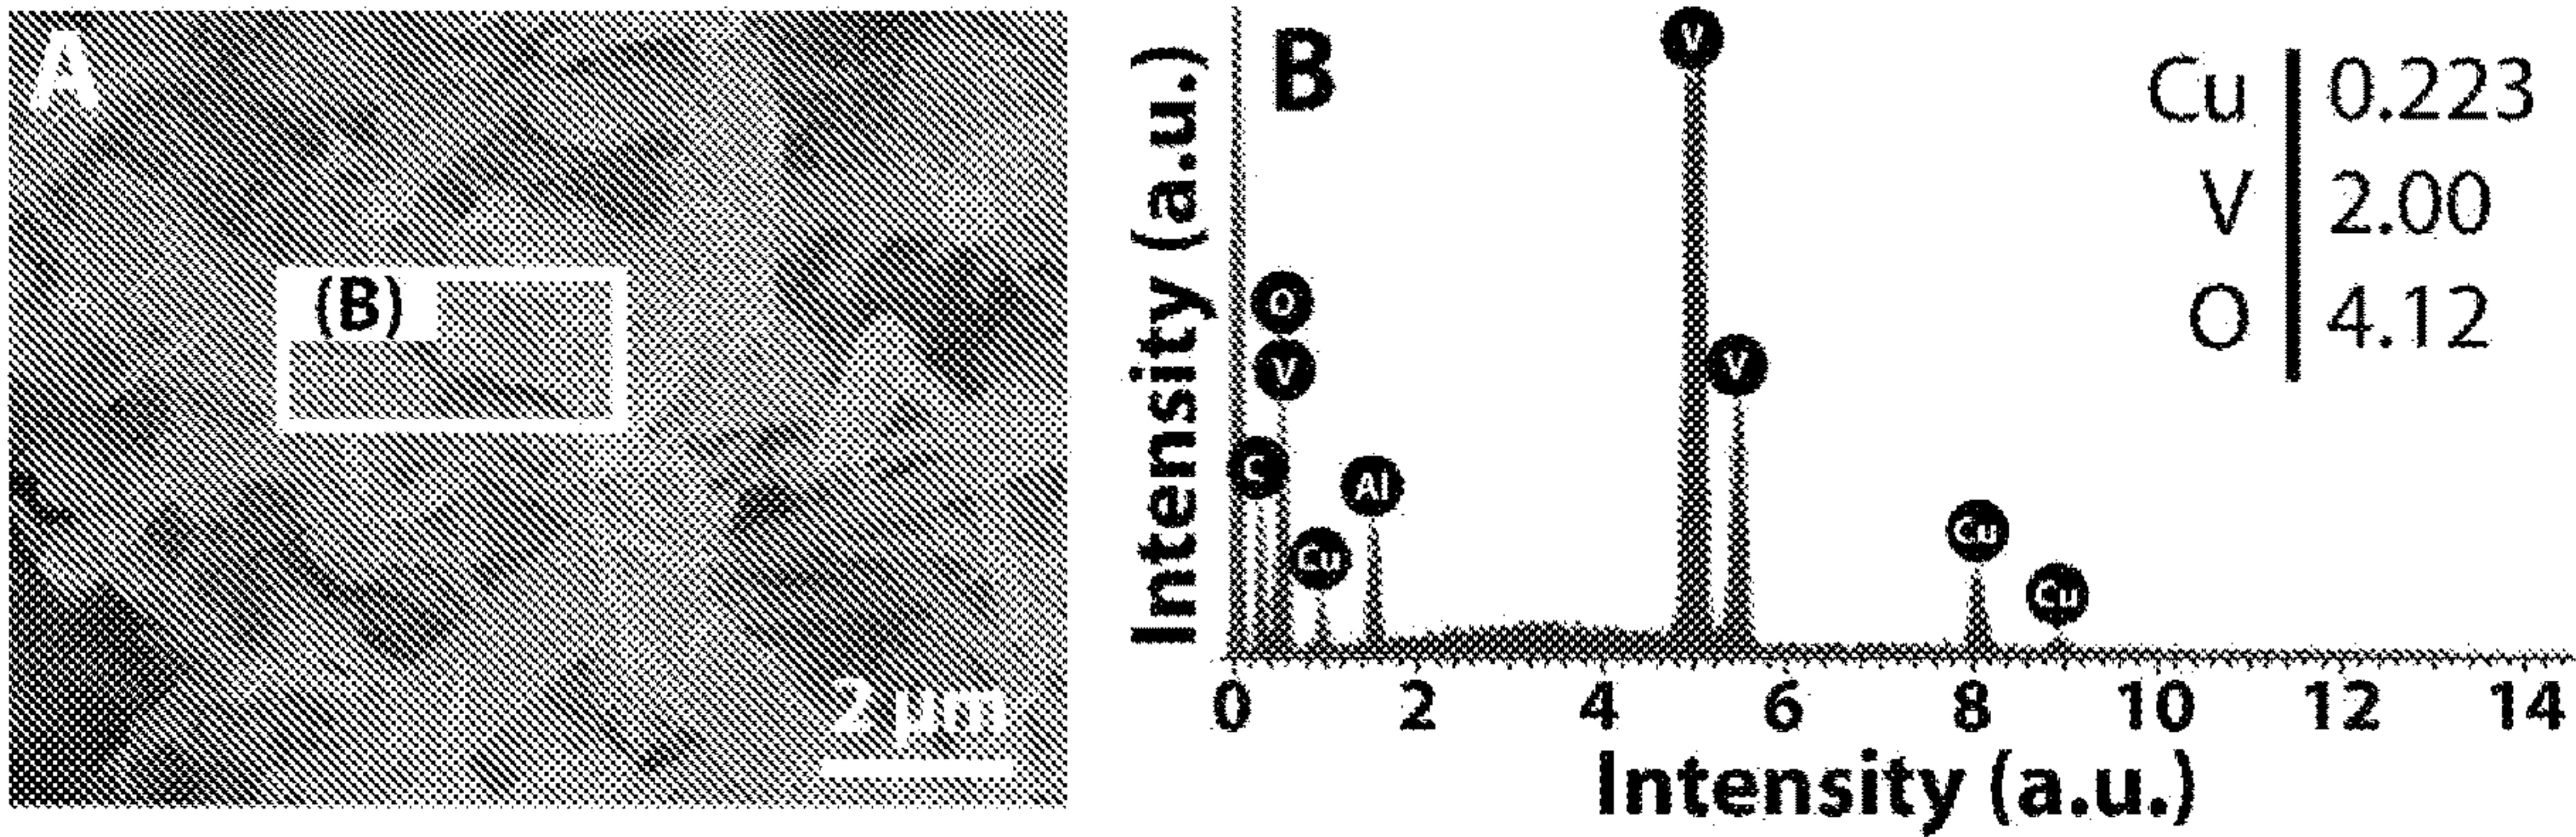 A
(B)
2 μm
B
Intensity (a.u.)
V
O
V
C
Cu
Al
V
Cu
Cu
Cu 0.223
V 2.00
O 4.12
0 2 4 6 8 10 12 14
Intensity (a.u.)